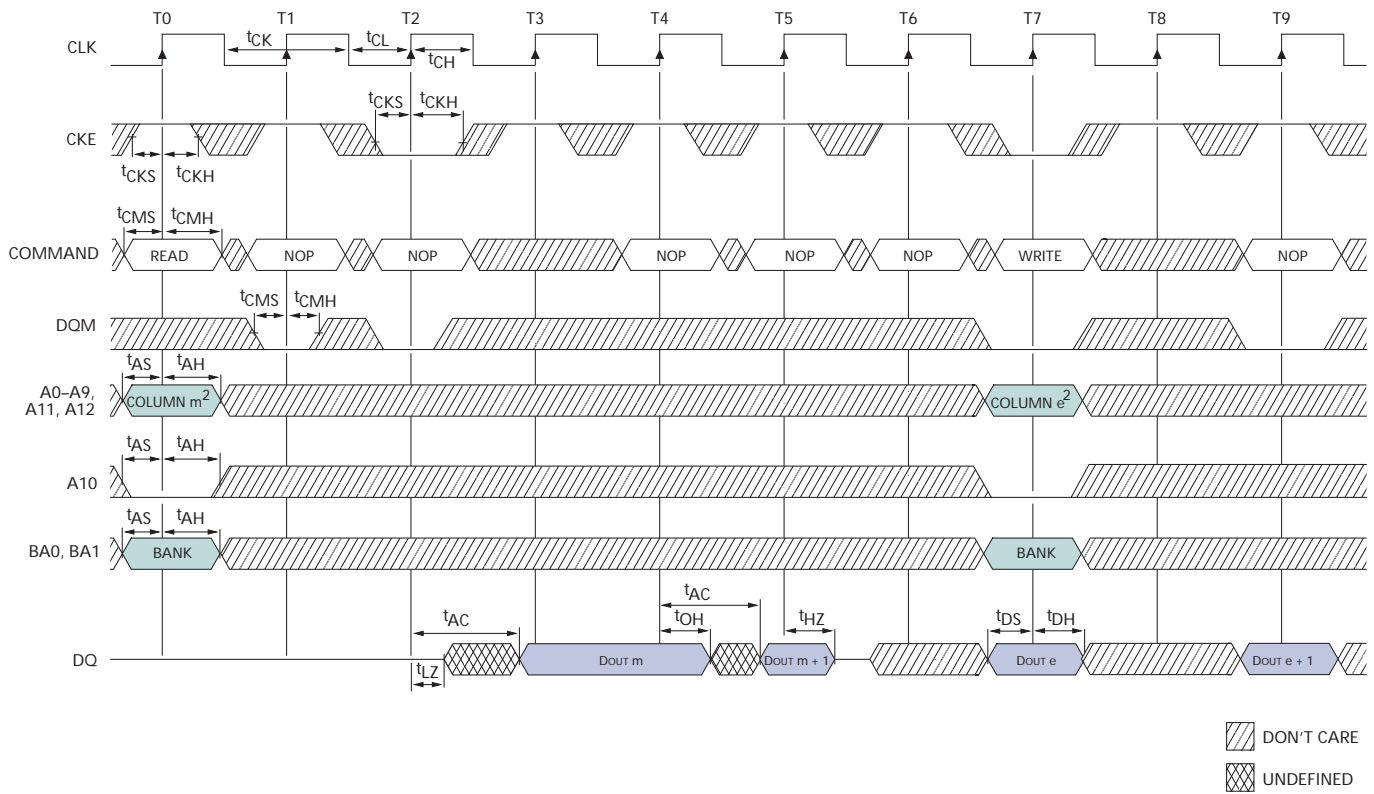 T0 T1 T2 T3 T4 T5 T6 T7 T8 T9
CLK
tCK tCL
tCH
tCKS tCKH
CKE
tCKS tCKH
tCMS tCMH
COMMAND READ NOP NOP NOP NOP NOP WRITE NOP
tCMS tCMH
DQM
tAS tAH
A0–A9,
A11, A12
COLUMN m2 COLUMN e2
tAS tAH
A10
tAS tAH
BA0, BA1 BANK BANK
tAC
tAC tOH tHZ tDS tDH
DQ DOUT m DOUT m + 1 DOUT e DOUT e + 1
tLZ
DON'T CARE
UNDEFINED